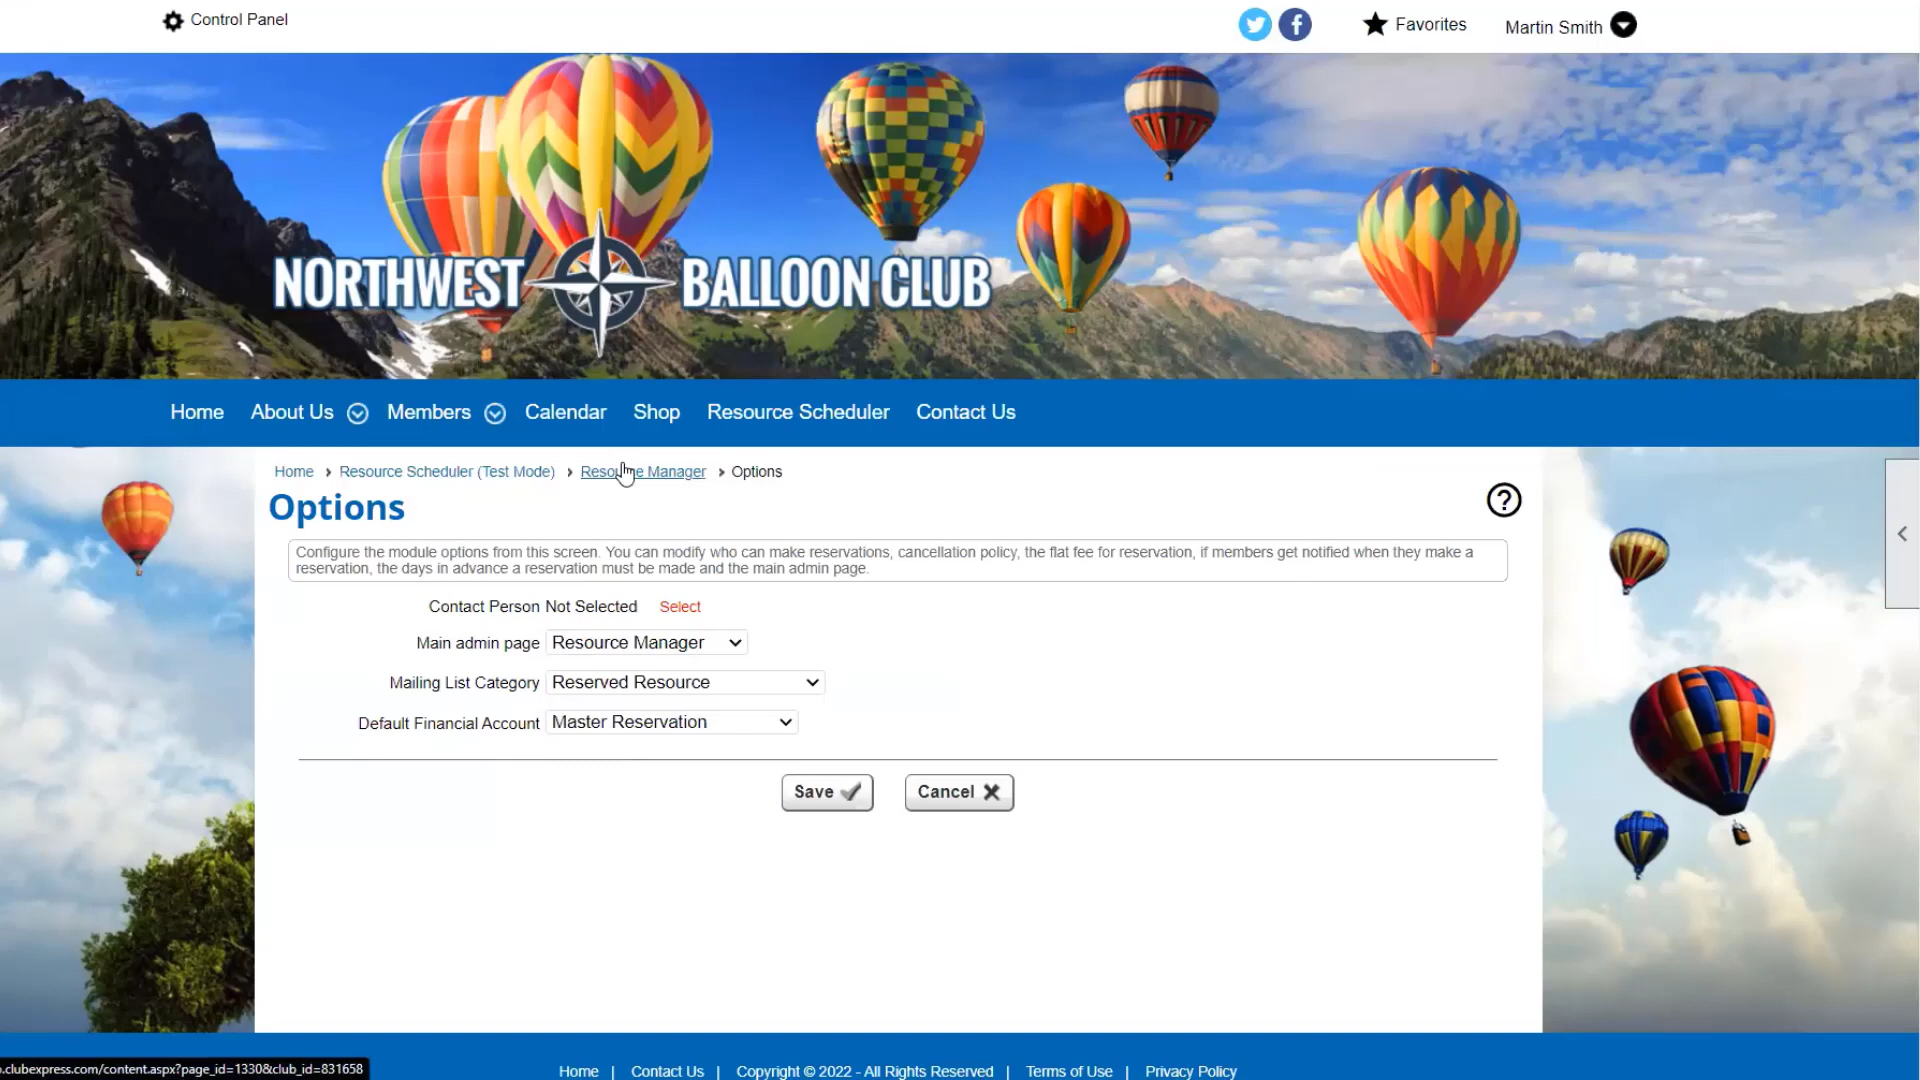 Control Panel
Favorites
Martin Smith
NORTHWEST BALLOON CLUB
Home About Us Members Calendar Shop Resource Scheduler Contact Us
Home › Resource Scheduler (Test Mode) › Resource Manager › Options
Options
Configure the module options from this screen. You can modify who can make reservations, cancellation policy, the flat fee for reservation, if members get notified when they make a
reservation, the days in advance a reservation must be made and the main admin page.
Contact Person Not Selected Select
Main admin page Resource Manager
Mailing List Category Reserved Resource
Default Financial Account Master Reservation
Save Cancel
.clubexpress.com/content.aspx?page_id=1330&club_id=831658
Home | Contact Us | Copyright © 2022 - All Rights Reserved | Terms of Use | Privacy Policy